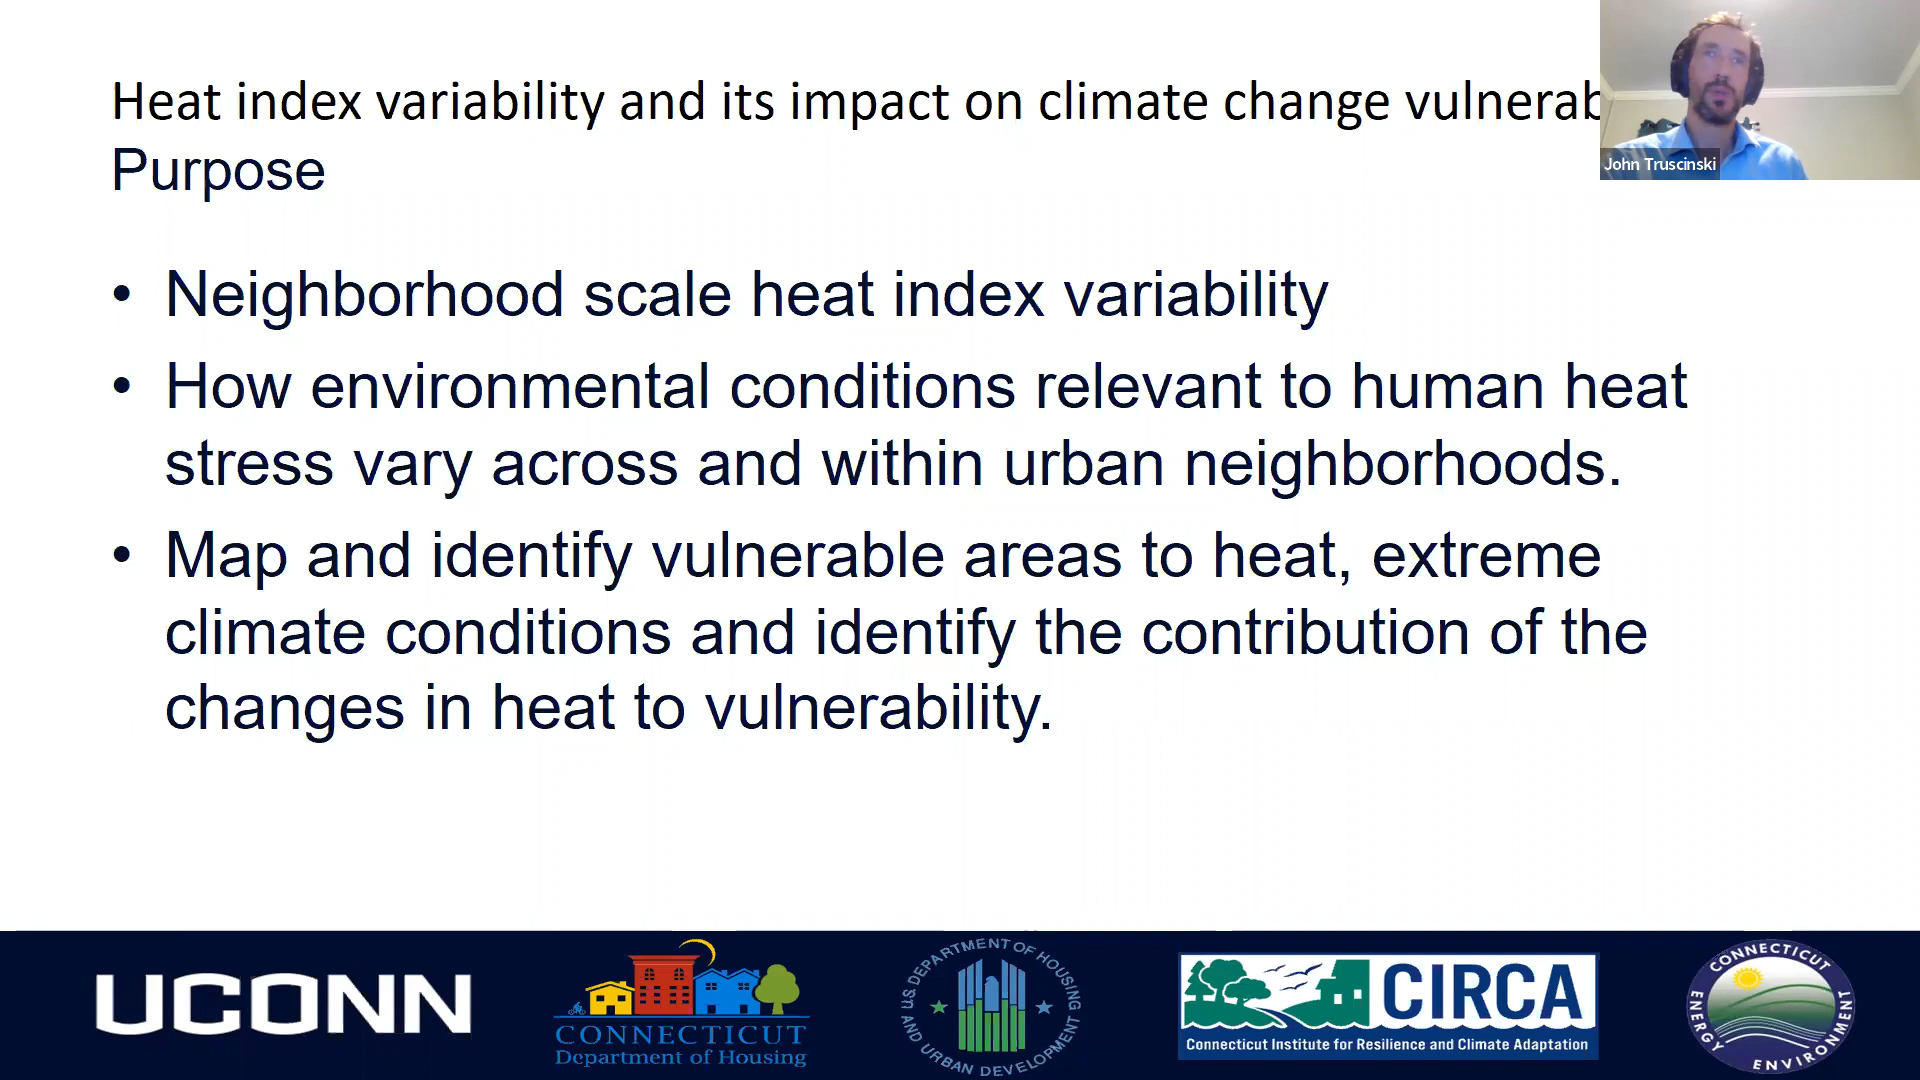 Heat index variability and its impact on climate change vulnerab
Purpose
John Truscinski
• Neighborhood scale heat index variability
• How environmental conditions relevant to human heat
stress vary across and within urban neighborhoods.
• Map and identify vulnerable areas to heat, extreme
climate conditions and identify the contribution of the
changes in heat to vulnerability.
UCONN
CONNECTICUT
Department of Housing
U.S. DEPARTMENT OF HOUSING
AND URBAN DEVELOPMENT
CIRCA
Connecticut Institute for Resilience and Climate Adaptation
CONNECTICUT
ENERGY
ENVIRONMENT